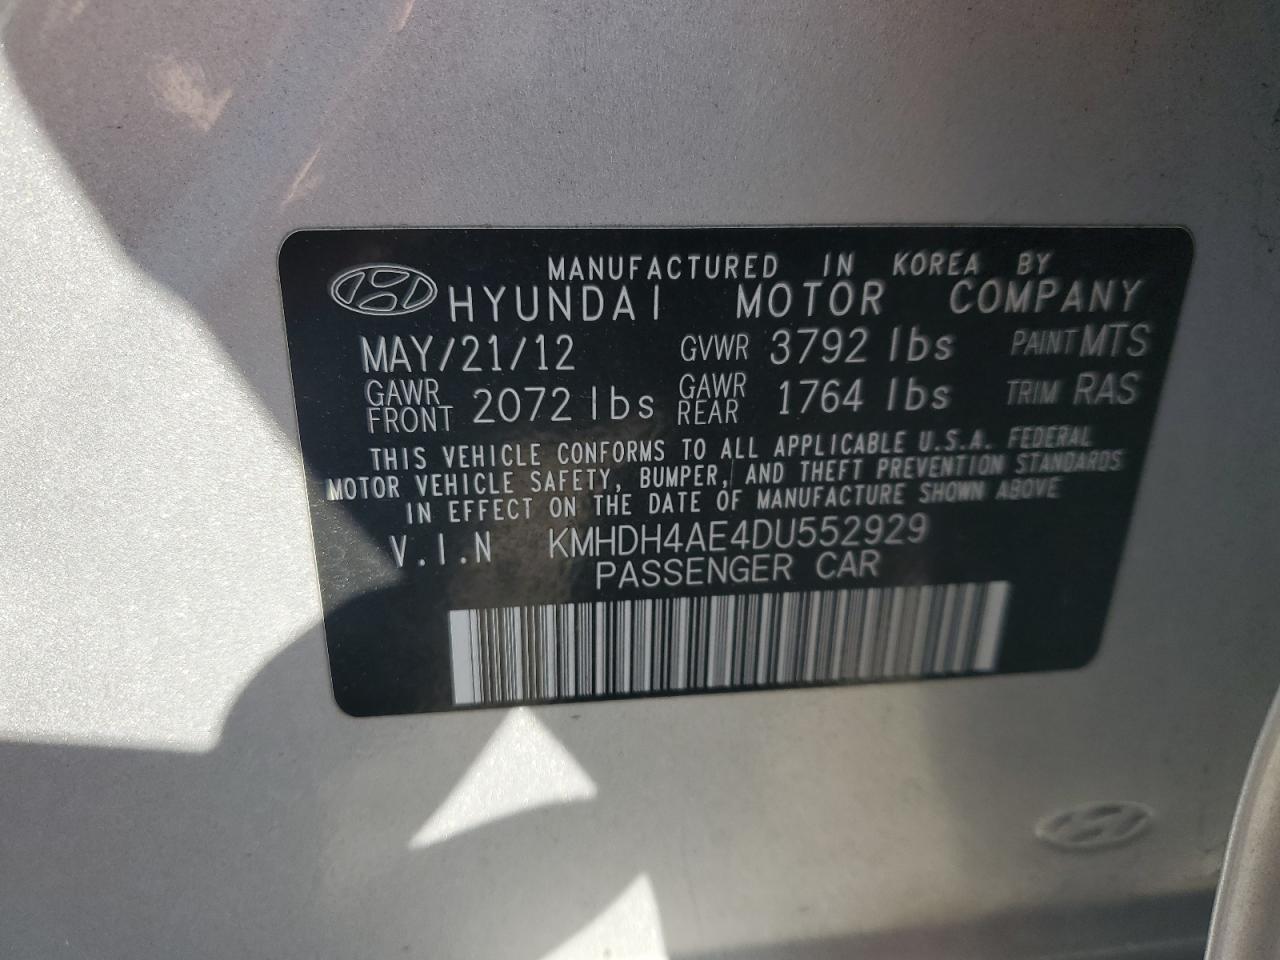 MANUFACTURED IN KOREA BY
HYUNDAI MOTOR COMPANY
MAY/21/12 GVWR 3792 lbs PAINT MTS
GAWR FRONT 2072 lbs GAWR REAR 1764 lbs TRIM RAS
THIS VEHICLE CONFORMS TO ALL APPLICABLE U.S.A. FEDERAL
MOTOR VEHICLE SAFETY, BUMPER, AND THEFT PREVENTION STANDARDS
IN EFFECT ON THE DATE OF MANUFACTURE SHOWN ABOVE
V.I.N KMHDH4AE4DU552929
PASSENGER CAR